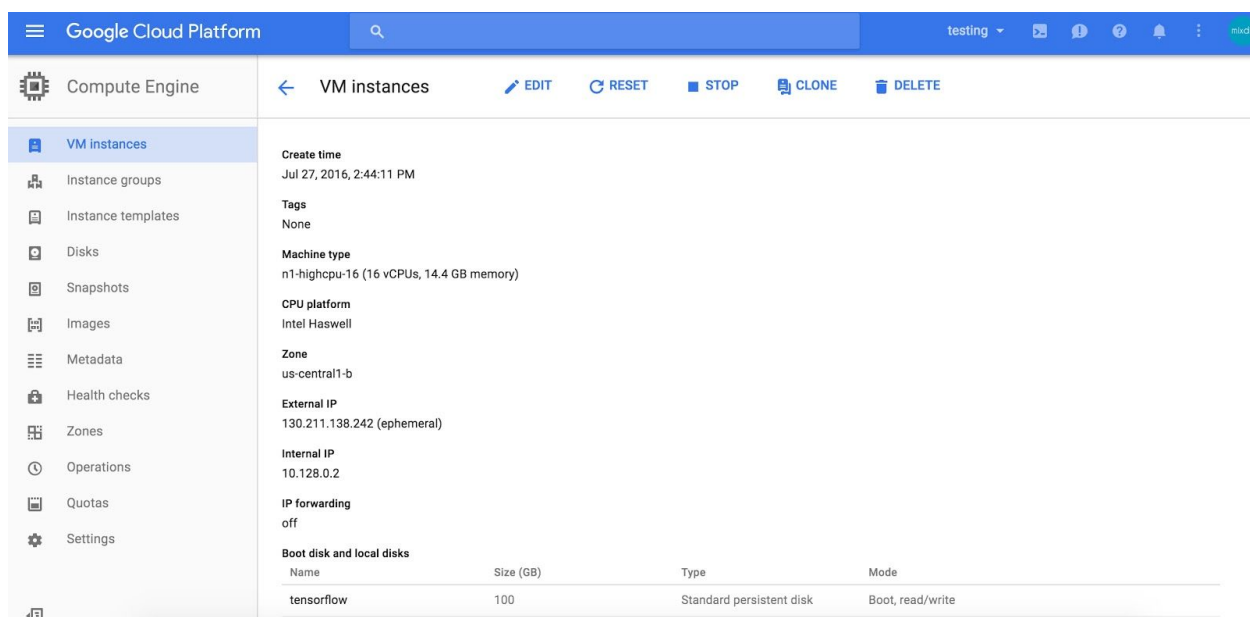 Google Cloud Platform
testing
Compute Engine
VM instances
EDIT
RESET
STOP
CLONE
DELETE
VM instances
Instance groups
Instance templates
Disks
Snapshots
Images
Metadata
Health checks
Zones
Operations
Quotas
Settings
Create time
Jul 27, 2016, 2:44:11 PM
Tags
None
Machine type
n1-highcpu-16 (16 vCPUs, 14.4 GB memory)
CPU platform
Intel Haswell
Zone
us-central1-b
External IP
130.211.138.242 (ephemeral)
Internal IP
10.128.0.2
IP forwarding
off
Boot disk and local disks
Name Size (GB) Type Mode
tensorflow 100 Standard persistent disk Boot, read/write